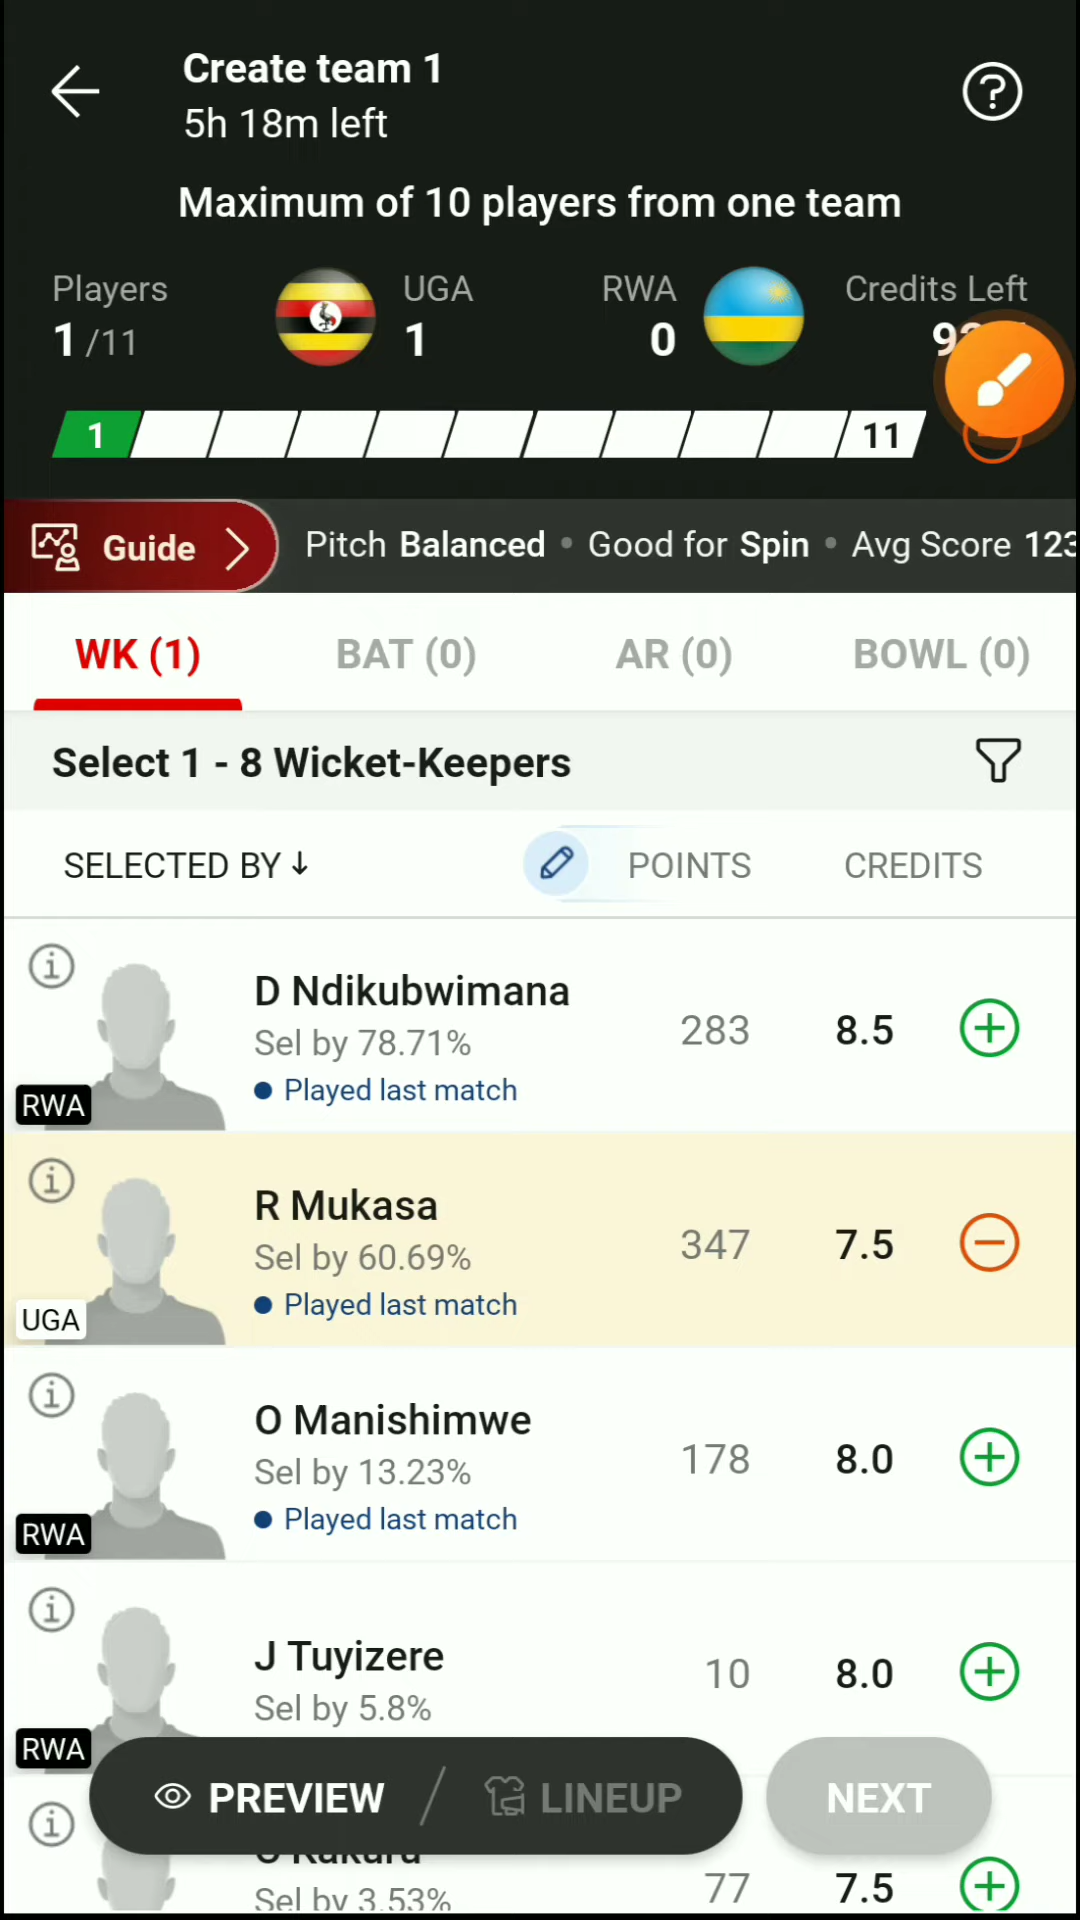 Create team 1
5h 18m left
Maximum of 10 players from one team
Players UGA RWA Credits Left
1 /11 1 0
1 11
Guide Pitch Balanced • Good for Spin • Avg Score 123
WK (1) BAT (0) AR (0) BOWL (0)
Select 1 - 8 Wicket-Keepers
SELECTED BY ↓ POINTS CREDITS
D Ndikubwimana
Sel by 78.71% 283 8.5
Played last match
RWA
R Mukasa
Sel by 60.69% 347 7.5
Played last match
UGA
O Manishimwe
Sel by 13.23% 178 8.0
Played last match
RWA
J Tuyizere
Sel by 5.8% 10 8.0
RWA
PREVIEW / LINEUP NEXT
Sel by 3.53% 77 7.5